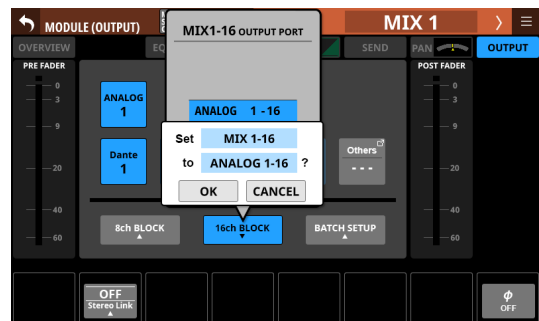 MODULE (OUTPUT)
MIX 1
MIX1-16 OUTPUT PORT
OVERVIEW
EQ
SEND
PAN
OUTPUT
PRE FADER
POST FADER
0
3
9
20
40
60
ANALOG
1
Dante
1
ANALOG 1 -16
Set MIX 1-16
to ANALOG 1-16 ?
OK
CANCEL
Others
- - -
0
3
9
20
40
60
8ch BLOCK
16ch BLOCK
BATCH SETUP
OFF
Stereo Link
ϕ
OFF